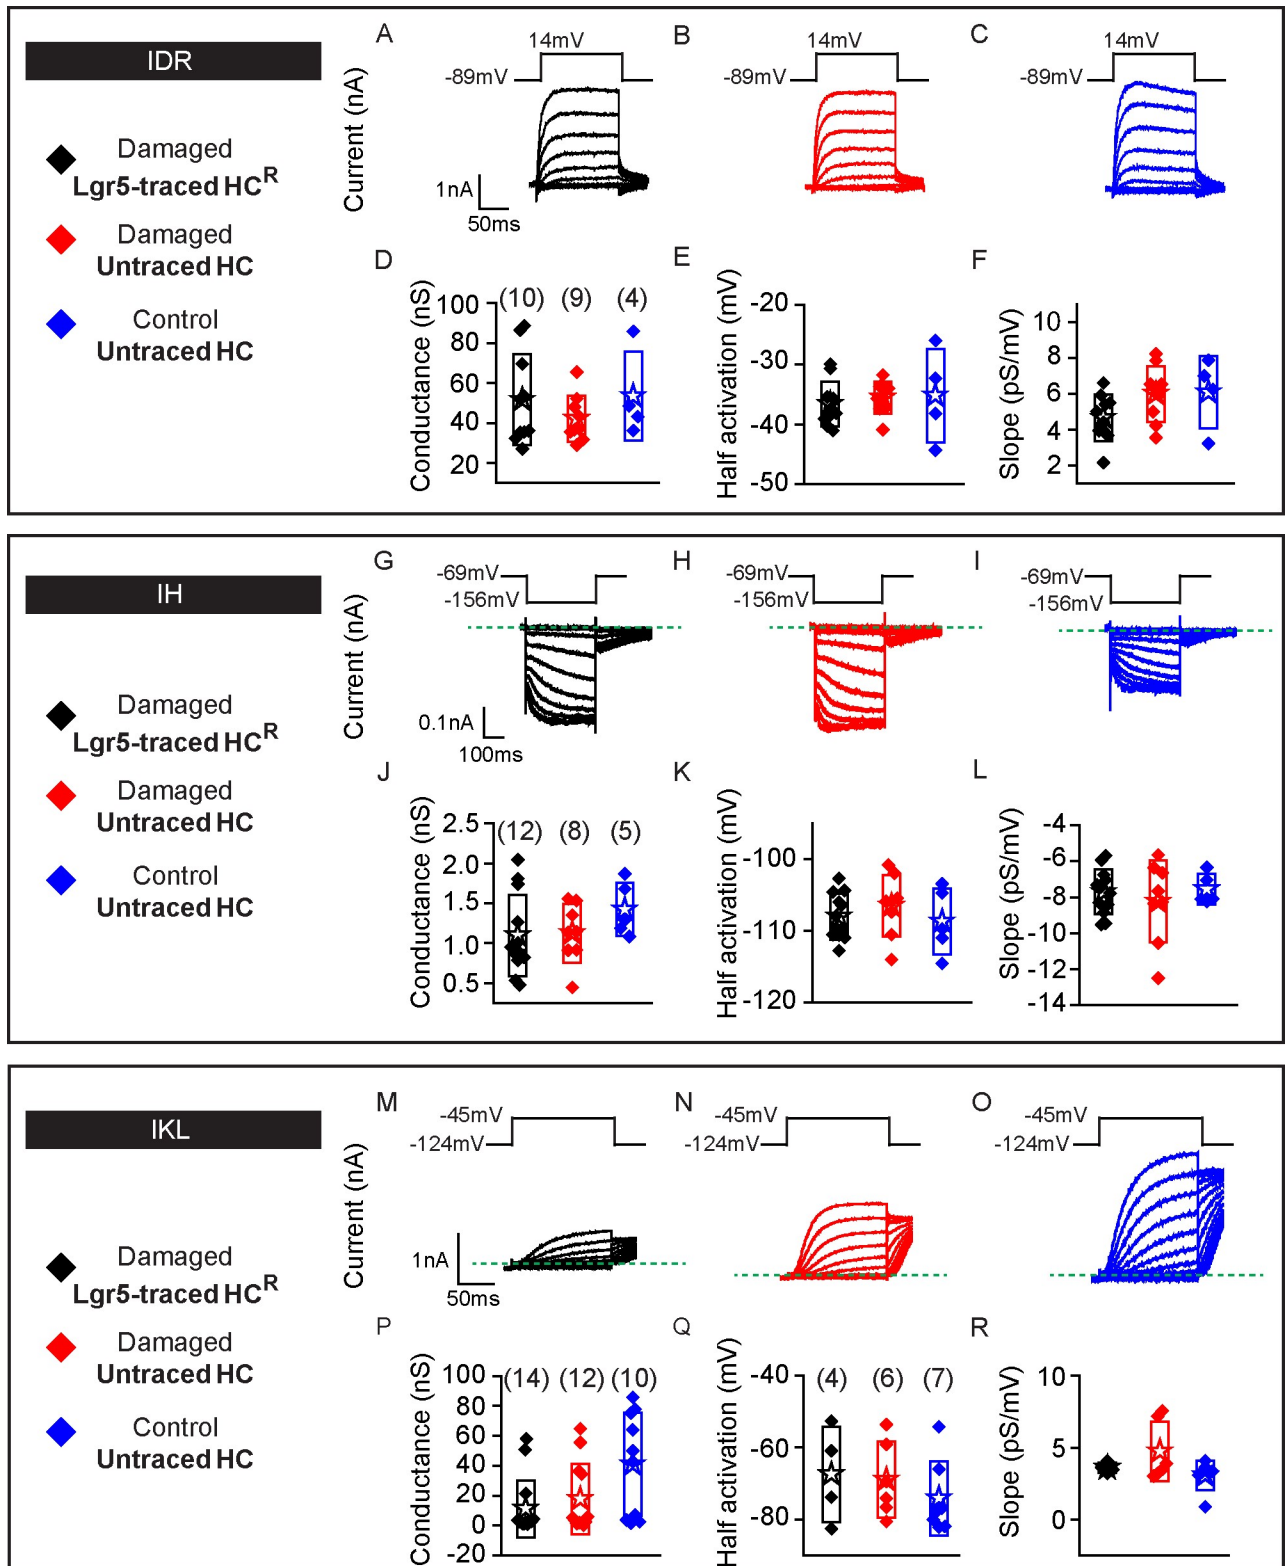 IDR
Damaged
Lgr5-traced HCR
Damaged
Untraced HC
Control
Untraced HC
A
14mV
-89mV
Current (nA)
1nA
50ms
B
14mV
-89mV
C
14mV
-89mV
D
(10) (9) (4)
Conductance (nS)
100
80
60
40
20
E
Half activation (mV)
-20
-30
-40
-50
F
Slope (pS/mV)
10
8
6
4
2
IH
Damaged
Lgr5-traced HCR
Damaged
Untraced HC
Control
Untraced HC
G
-69mV
-156mV
Current (nA)
0.1nA
100ms
H
-69mV
-156mV
I
-69mV
-156mV
J
(12) (8) (5)
Conductance (nS)
2.5
2.0
1.5
1.0
0.5
K
Half activation (mV)
-100
-110
-120
L
Slope (pS/mV)
-4
-6
-8
-10
-12
-14
IKL
Damaged
Lgr5-traced HCR
Damaged
Untraced HC
Control
Untraced HC
M
-45mV
-124mV
Current (nA)
1nA
50ms
N
-45mV
-124mV
O
-45mV
-124mV
P
(14) (12) (10)
Conductance (nS)
100
80
60
40
20
0
-20
Q
(4) (6) (7)
Half activation (mV)
-40
-60
-80
R
Slope (pS/mV)
10
5
0